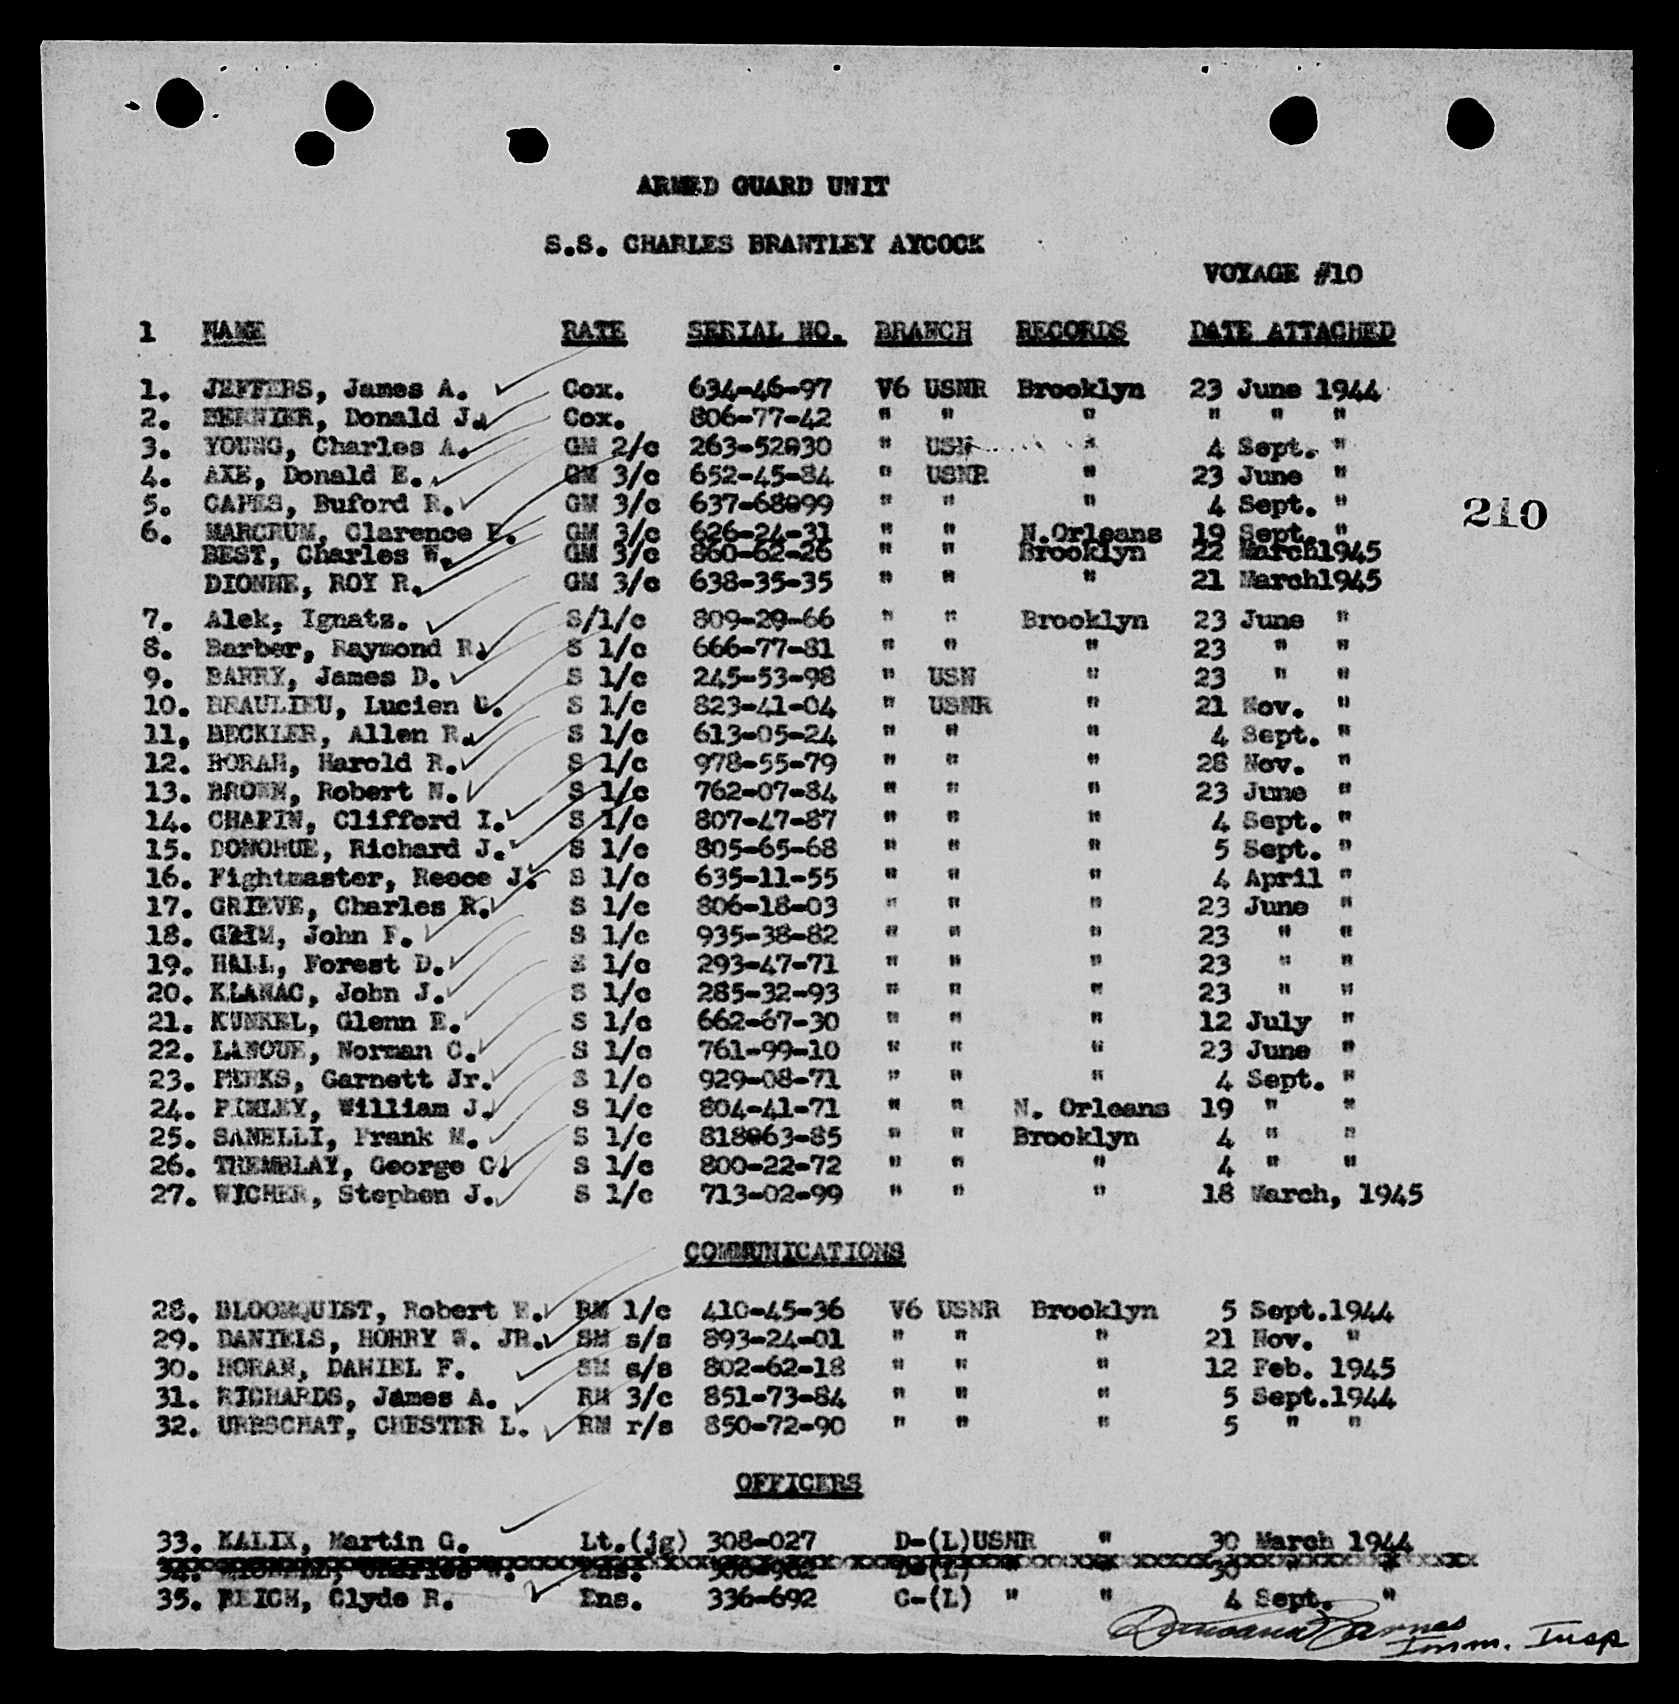 ARMED GUARD UNIT
S.S. CHARLES BRANTLEY AYCOCK
VOYAGE #10
1 NAME RATE SERIAL NO. BRANCH RECORDS DATE ATTACHED
1. JEFFERS, James A. Cox. 634-46-97 V6 USNR Brooklyn 23 June 1944
2. BERNIER, Donald J. Cox. 806-77-42 " " " " " "
3. YOUNG, Charles A. GM 2/c 263-52-30 " USN " 4 Sept. "
4. AXE, Donald E. GM 3/c 652-45-84 " USNR " 23 June "
5. CAPES, Buford R. GM 3/c 637-68-99 " " " 4 Sept. "
210
6. MARCRUM, Clarence E. GM 3/c 626-24-31 " " N.Orleans 19 Sept. "
BEST, Charles W. GM 3/c 860-62-26 " " Brooklyn 22 March1945
DIONNE, ROY R. GM 3/c 638-35-35 " " " 21 March1945
7. Alek, Ignatz. S/1/c 809-29-66 " " Brooklyn 23 June "
8. Barber, Raymond R. S 1/c 666-77-81 " " " 23 " "
9. BARRY, James D. S 1/c 245-53-98 " USN " 23 " "
10. BEAULIEU, Lucien G. S 1/c 823-41-04 " USNR " 21 Nov. "
11, BECKLER, Allen R. S 1/c 613-05-24 " " " 4 Sept. "
12. BORAH, Harold R. S 1/c 978-55-79 " " " 28 Nov. "
13. BROWN, Robert N. S 1/c 762-07-84 " " " 23 June "
14. CHAPIN, Clifford I. S 1/c 807-47-87 " " " 4 Sept. "
15. DONOHUE, Richard J. S 1/c 805-65-68 " " " 5 Sept. "
16. Fightmaster, Reece J. S 1/c 635-11-55 " " " 4 April "
17. GRIEVE, Charles R. S 1/c 806-18-03 " " " 23 June "
18. GRIM, John F. S 1/c 935-38-82 " " " 23 " "
19. HALL, Forest D. S 1/c 293-47-71 " " " 23 " "
20. KLANAC, John J. S 1/c 285-32-93 " " " 23 " "
21. KUNKEL, Glenn E. S 1/c 662-67-30 " " " 12 July "
22. LANOUE, Norman C. S 1/c 761-99-10 " " " 23 June "
23. PERKS, Garnett Jr. S 1/c 929-08-71 " " " 4 Sept. "
24. PINLEY, William J. S 1/c 804-41-71 " " N. Orleans 19 " "
25. SANELLI, Frank M. S 1/c 818-63-85 " " Brooklyn 4 " "
26. TREMBLAY, George C. S 1/c 800-22-72 " " " 4 " "
27. WICHER, Stephen J. S 1/c 713-02-99 " " " 18 March, 1945
COMMUNICATIONS
28. BLOOMQUIST, Robert E. RM 1/c 410-45-36 V6 USNR Brooklyn 5 Sept.1944
29. DANIELS, HORRY W. JR. SM s/s 893-24-01 " " " 21 Nov. "
30. HORAN, DANIEL F. SM s/s 802-62-18 " " " 12 Feb. 1945
31. RICHARDS, James A. RM 3/c 851-73-84 " " " 5 Sept.1944
32. URBSCHAT, CHESTER L. RM r/s 850-72-90 " " " 5 " "
OFFICERS
33. KALIX, Martin G. Lt.(jg) 308-027 D-(L)USNR " 30 March 1944
35. REICH, Clyde R. Ens. 336-692 C-(L) " " 4 Sept. "
Barnes
Imm. Insp